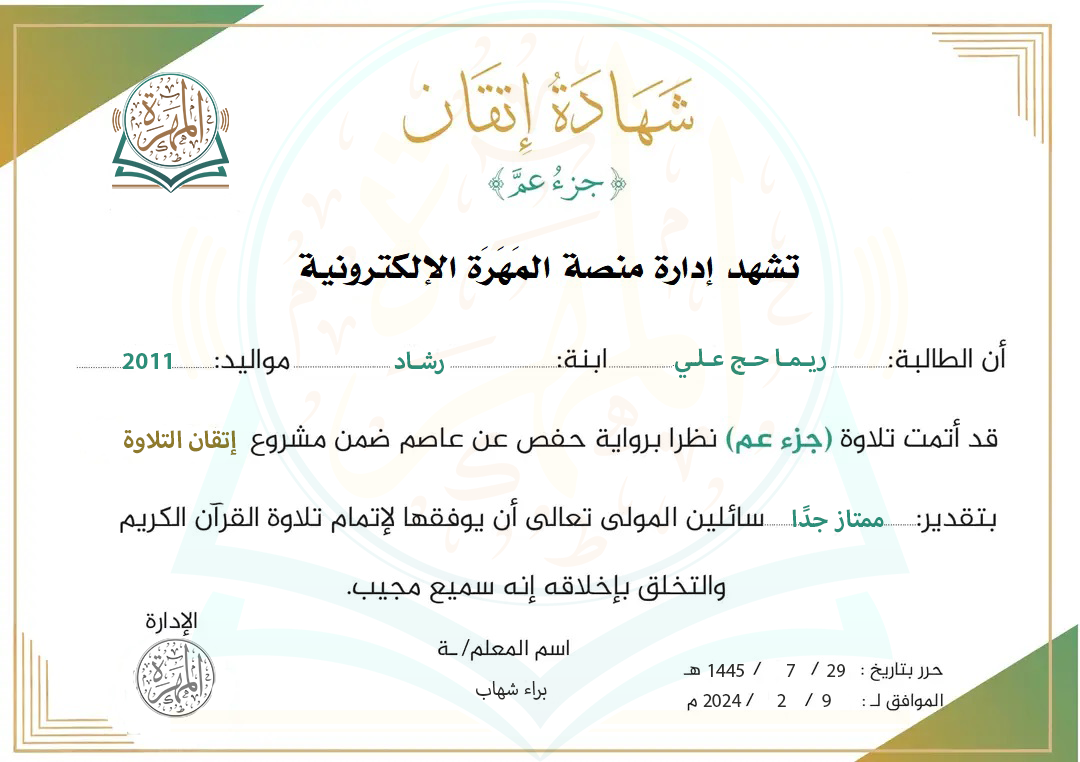 المهرة
شَهَادَةُ إِتقَان
﴿جزءُ عمَّ﴾
تشهد إدارة منصة المَهَرَة الإلكترونية
أن الطالبة: ريما حج علي ابنة: رشاد مواليد: 2011
قد أتمت تلاوة (جزء عم) نظرا برواية حفص عن عاصم ضمن مشروع إتقان التلاوة
بتقدير: ممتاز جدًا سائلين المولى تعالى أن يوفقها لإتمام تلاوة القرآن الكريم
والتخلق بإخلاقه إنه سميع مجيب.
الإدارة
المهرة
اسم المعلم/ ـة
براء شهاب
حرر بتاريخ : 29 / 7 / 1445 هـ
الموافق لـ : 9 / 2 / 2024 م